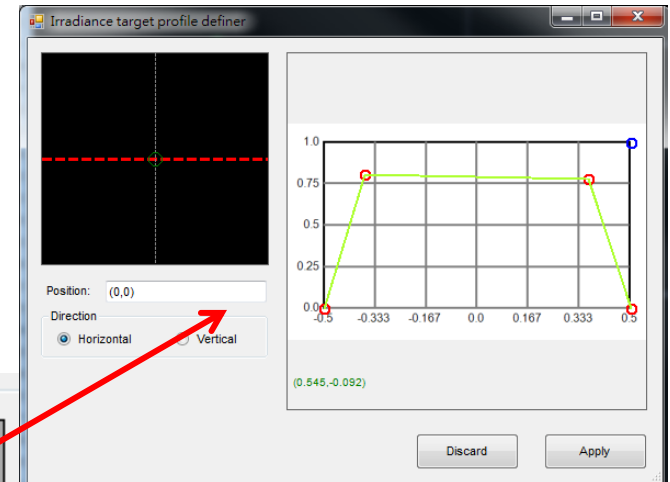 Irradiance target profile definer
1.0
0.75
0.5
0.25
0.0
-0.5 -0.333 -0.167 0.0 0.167 0.333 0.5
Position: (0,0)
Direction
Horizontal Vertical
(0.545,-0.092)
Discard Apply